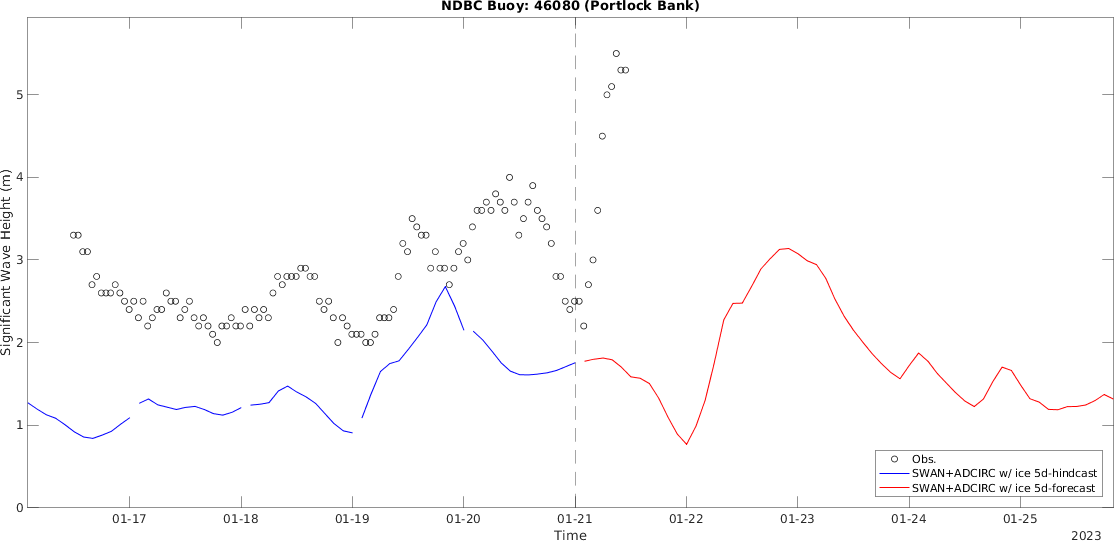 NDBC Buoy: 46080 (Portlock Bank)
Significant Wave Height (m)
5
4
3
2
1
0
Obs.
SWAN+ADCIRC w/ ice 5d-hindcast
SWAN+ADCIRC w/ ice 5d-forecast
01-17 01-18 01-19 01-20 01-21 01-22 01-23 01-24 01-25
Time
2023